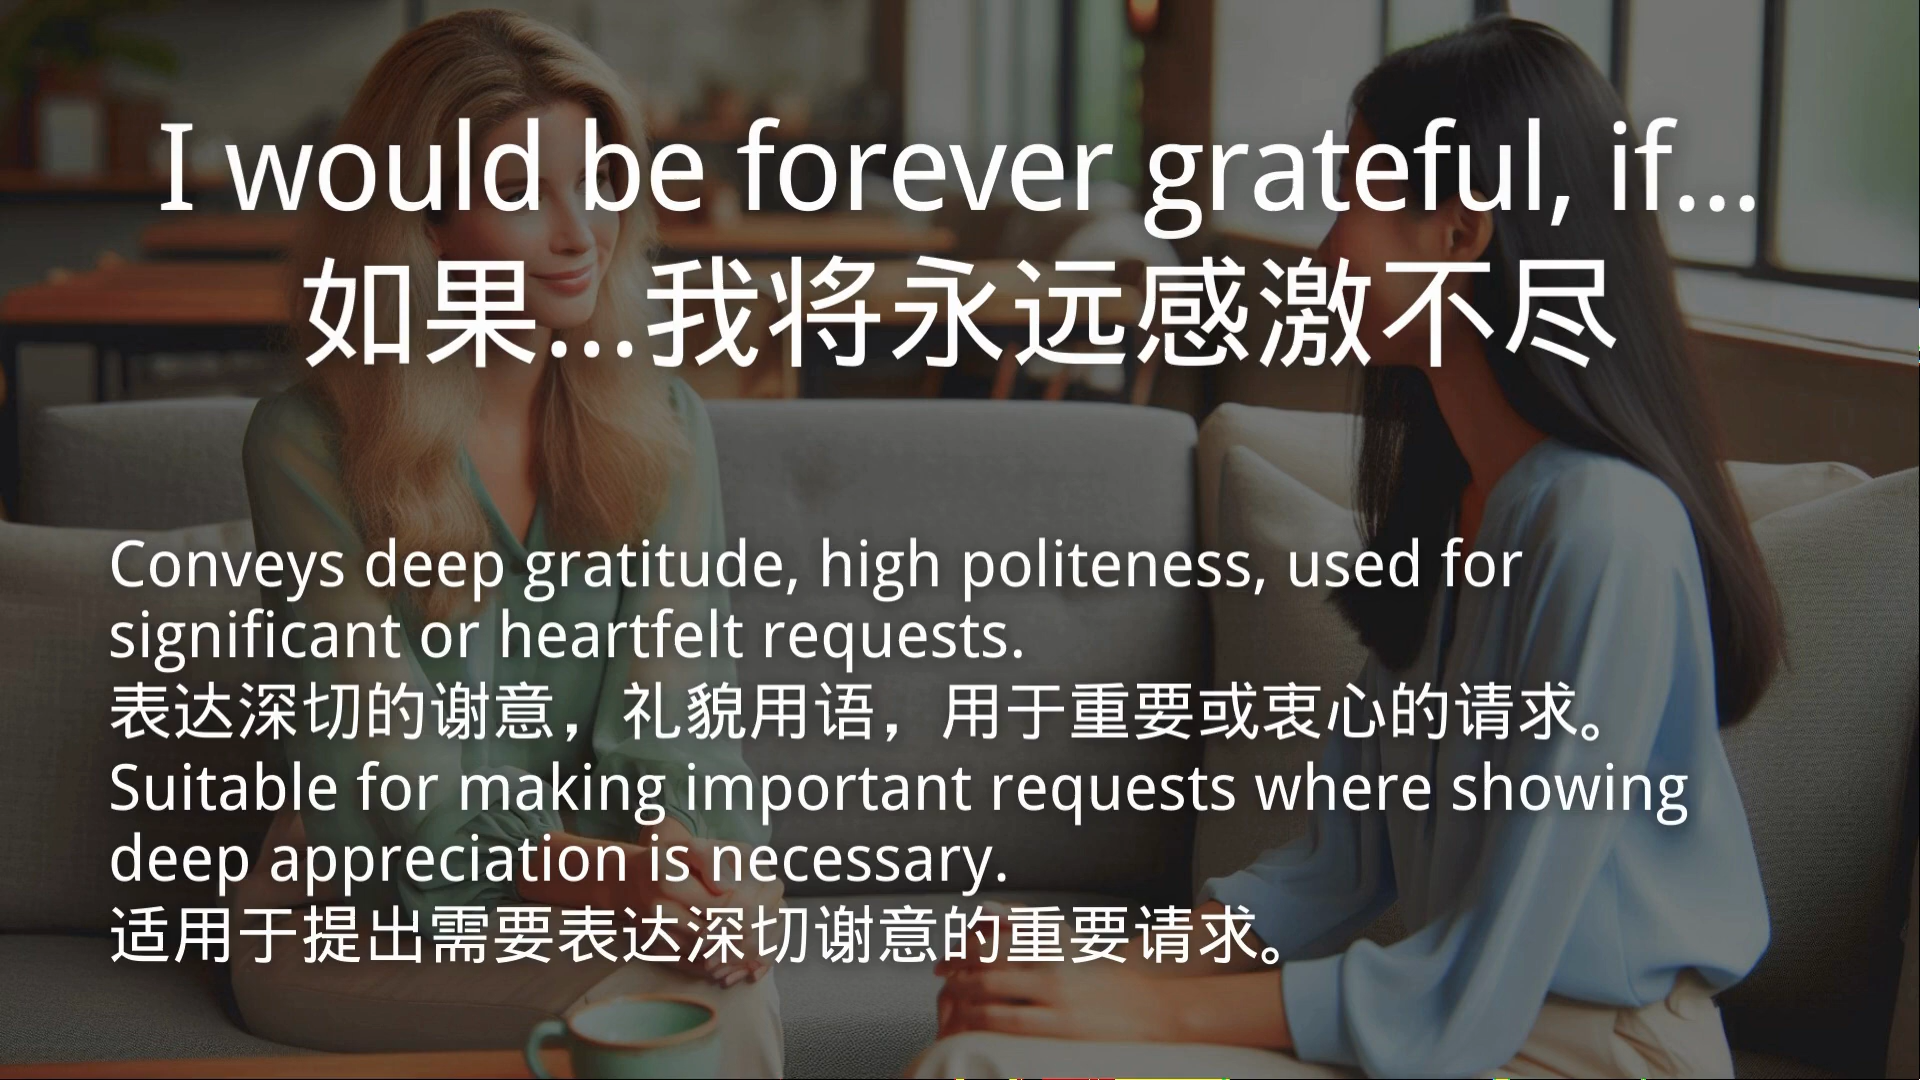 I would be forever grateful, if...
如果...我将永远感激不尽
Conveys deep gratitude, high politeness, used for
significant or heartfelt requests.
表达深切的谢意，礼貌用语，用于重要或衷心的请求。
Suitable for making important requests where showing
deep appreciation is necessary.
适用于提出需要表达深切谢意的重要请求。